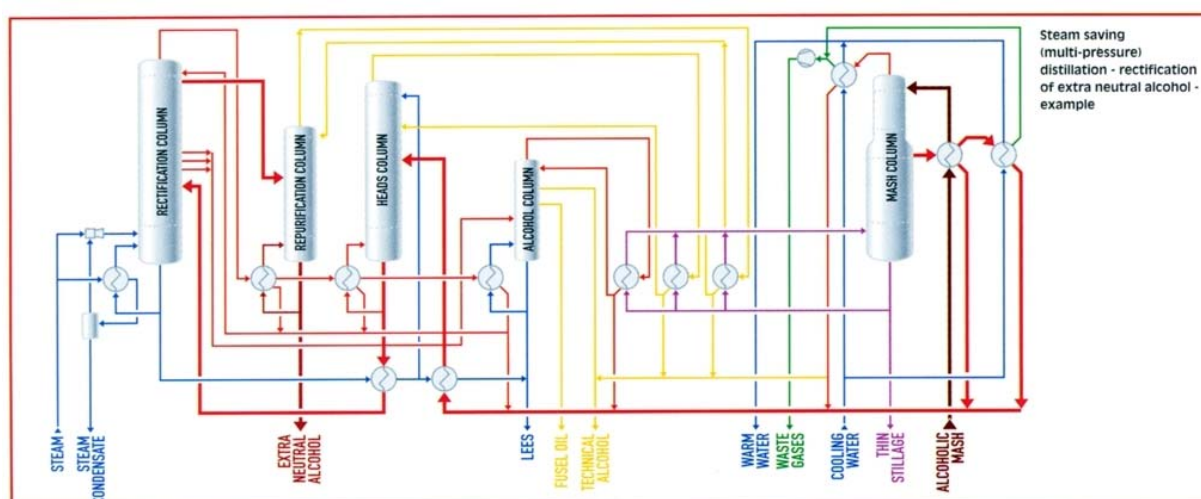 Steam saving
(multi-pressure)
distillation - rectification
of extra neutral alcohol -
example
RECTIFICATION COLUMN
REPURIFICATION COLUMN
HEADS COLUMN
ALCOHOL COLUMN
MASH COLUMN
STEAM
STEAM
CONDENSATE
EXTRA
NEUTRAL
ALCOHOL
LEES
FUSEL OIL
TECHNICAL
ALCOHOL
WARM
WATER
WASTE
GASES
COOLING
WATER
THIN
STILLAGE
ALCOHOLIC
MASH